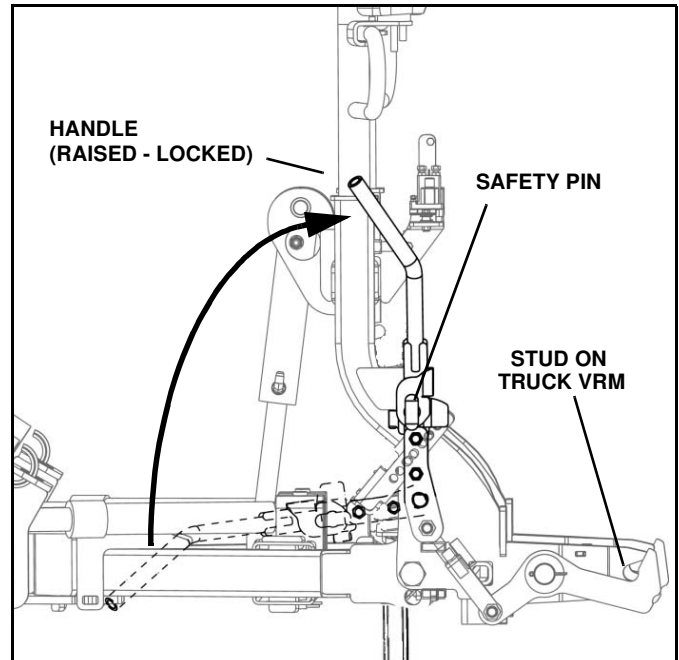 HANDLE
(RAISED - LOCKED)
SAFETY PIN
STUD ON
TRUCK VRM